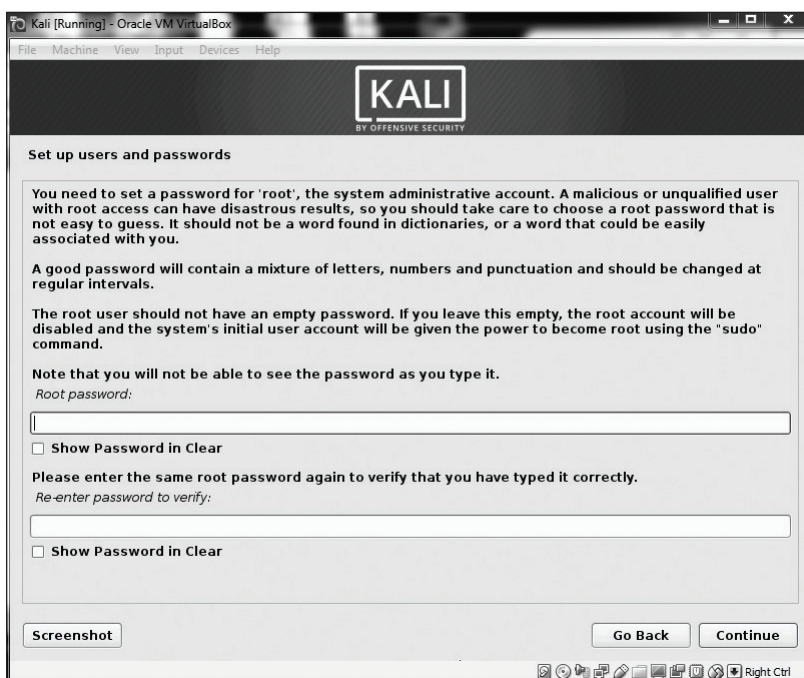 Kali [Running] - Oracle VM VirtualBox
File Machine View Input Devices Help
KALI
BY OFFENSIVE SECURITY
Set up users and passwords
You need to set a password for 'root', the system administrative account. A malicious or unqualified user
with root access can have disastrous results, so you should take care to choose a root password that is
not easy to guess. It should not be a word found in dictionaries, or a word that could be easily
associated with you.
A good password will contain a mixture of letters, numbers and punctuation and should be changed at
regular intervals.
The root user should not have an empty password. If you leave this empty, the root account will be
disabled and the system's initial user account will be given the power to become root using the "sudo"
command.
Note that you will not be able to see the password as you type it.
Root password:
Show Password in Clear
Please enter the same root password again to verify that you have typed it correctly.
Re-enter password to verify:
Show Password in Clear
Screenshot Go Back Continue
Right Ctrl